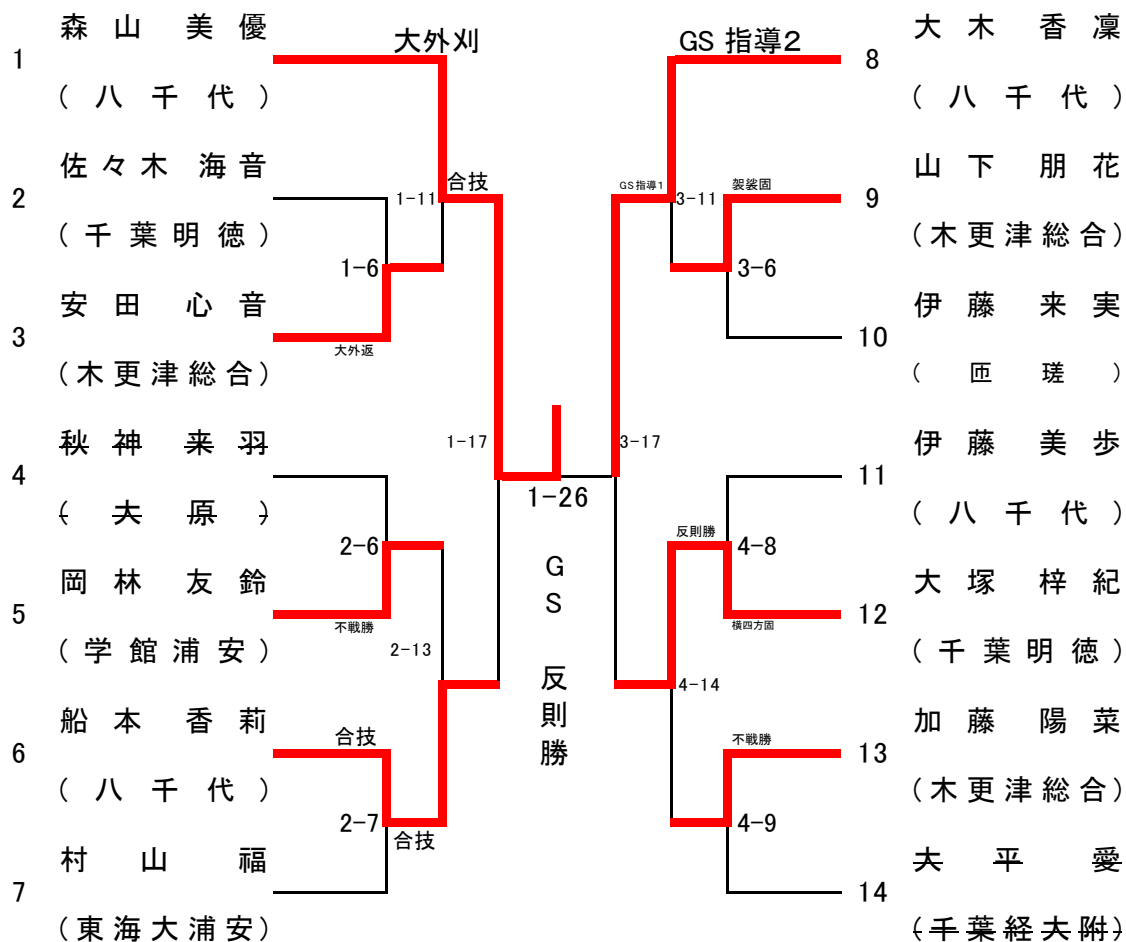 大外刈
GS 指導2
1
森山 美優
(八千代)
2
佐々木 海音
(千葉明徳)
3
安田 心音
(木更津総合)
4
秋神 来羽
(大原)
5
岡林 友鈴
(学館浦安)
6
船本 香莉
(八千代)
7
村山 福
(東海大浦安)
合技
1-11
1-6
大外返
1-17
2-6
不戦勝
2-13
合技
2-7
合技
1-26
GS 反則勝
GS指導1
3-11
袈裟固
3-6
3-17
反則勝
4-8
横四方固
4-14
不戦勝
4-9
8
大木 香凜
(八千代)
9
山下 朋花
(木更津総合)
10
伊藤 来実
(匝瑳)
11
伊藤 美歩
(八千代)
12
大塚 梓紀
(千葉明徳)
13
加藤 陽菜
(木更津総合)
14
大平 愛
(千葉経大附)